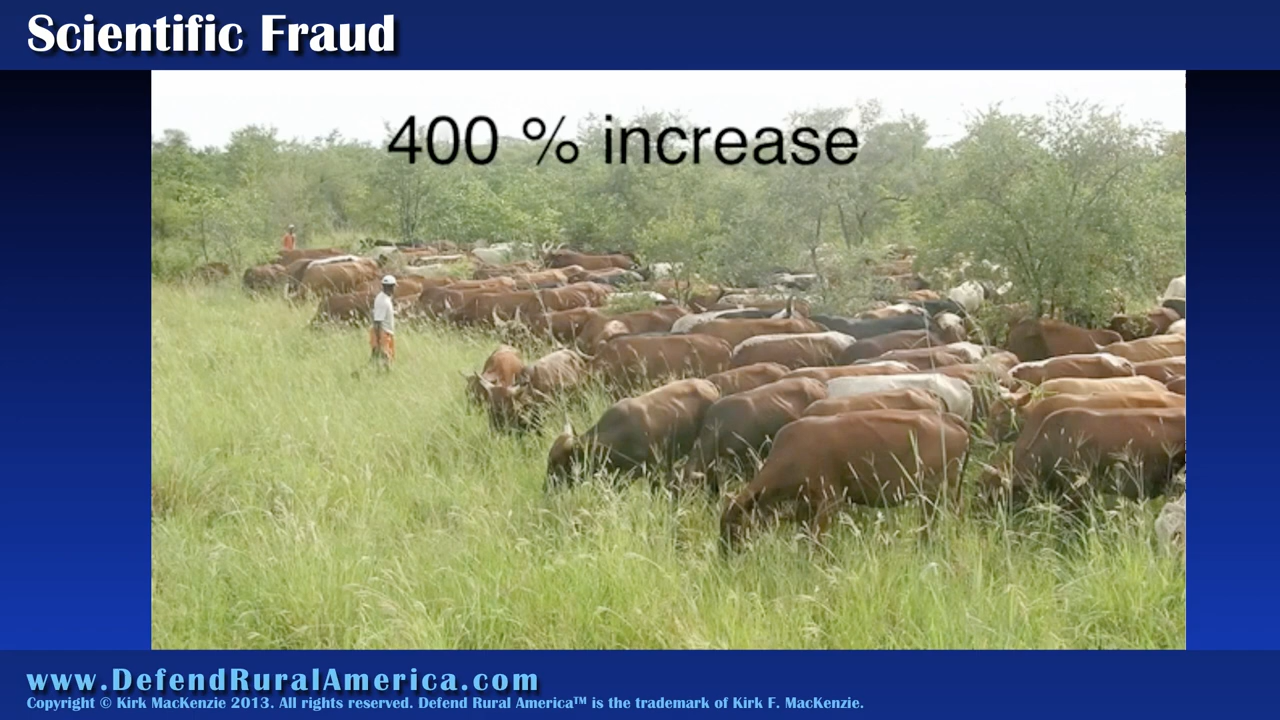 Scientific Fraud
400 % increase
www.DefendRuralAmerica.com
Copyright © Kirk MacKenzie 2013. All rights reserved. Defend Rural America™ is the trademark of Kirk F. MacKenzie.